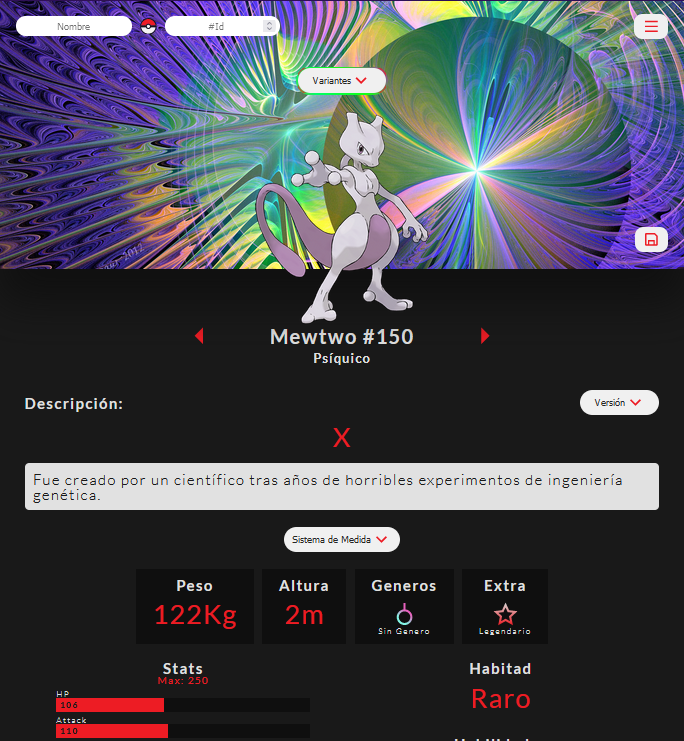 Nombre
#Id
Variantes
2012
Mewtwo #150
Psíquico
Descripción:
Versión
X
Fue creado por un científico tras años de horribles experimentos de ingeniería
genética.
Sistema de Medida
Peso
122Kg
Altura
2m
Generos
Sin Genero
Extra
Legendario
Stats
Max: 250
HP
106
Attack
110
Habitad
Raro